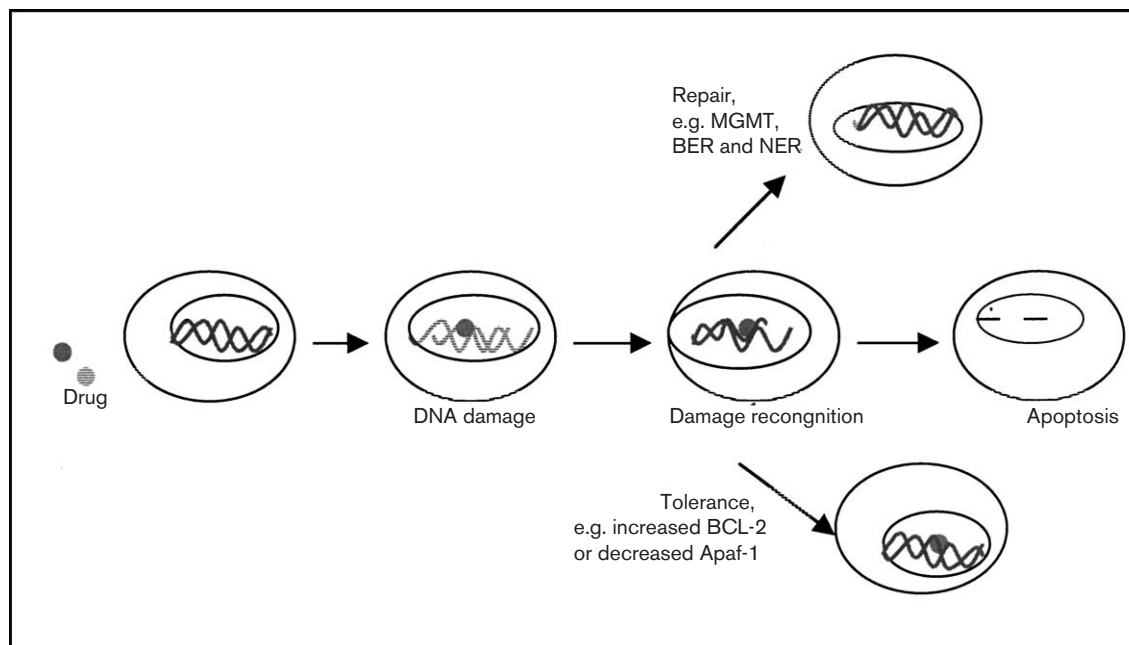 Repair,
e.g. MGMT,
BER and NER
Drug
DNA damage
Damage recongnition
Apoptosis
Tolerance,
e.g. increased BCL-2
or decreased Apaf-1